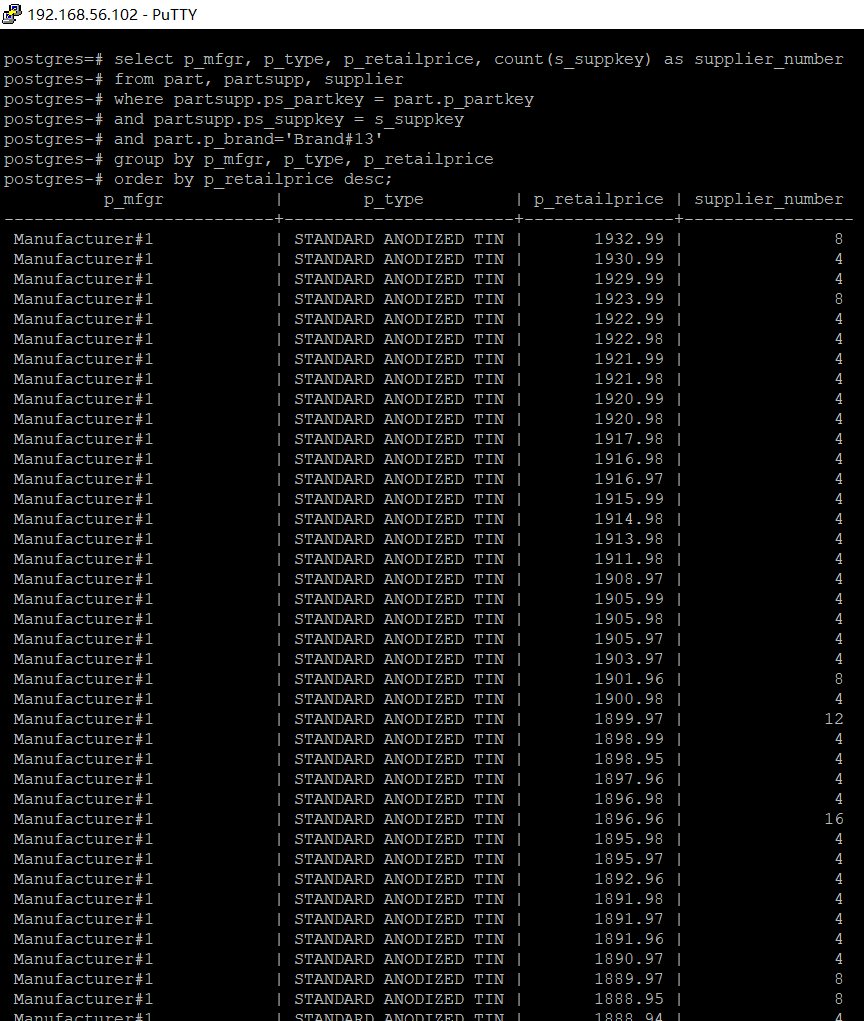 192.168.56.102 - PuTTY
postgres=# select p_mfgr, p_type, p_retailprice, count(s_suppkey) as supplier_number
postgres-# from part, partsupp, supplier
postgres-# where partsupp.ps_partkey = part.p_partkey
postgres-# and partsupp.ps_suppkey = s_suppkey
postgres-# and part.p_brand='Brand#13'
postgres-# group by p_mfgr, p_type, p_retailprice
postgres-# order by p_retailprice desc;
p_mfgr | p_type | p_retailprice | supplier_number
---------------------------+-----------------------+---------------+-----------------
Manufacturer#1 | STANDARD ANODIZED TIN | 1932.99 | 8
Manufacturer#1 | STANDARD ANODIZED TIN | 1930.99 | 4
Manufacturer#1 | STANDARD ANODIZED TIN | 1929.99 | 4
Manufacturer#1 | STANDARD ANODIZED TIN | 1923.99 | 8
Manufacturer#1 | STANDARD ANODIZED TIN | 1922.99 | 4
Manufacturer#1 | STANDARD ANODIZED TIN | 1922.98 | 4
Manufacturer#1 | STANDARD ANODIZED TIN | 1921.99 | 4
Manufacturer#1 | STANDARD ANODIZED TIN | 1921.98 | 4
Manufacturer#1 | STANDARD ANODIZED TIN | 1920.99 | 4
Manufacturer#1 | STANDARD ANODIZED TIN | 1920.98 | 4
Manufacturer#1 | STANDARD ANODIZED TIN | 1917.98 | 4
Manufacturer#1 | STANDARD ANODIZED TIN | 1916.98 | 4
Manufacturer#1 | STANDARD ANODIZED TIN | 1916.97 | 4
Manufacturer#1 | STANDARD ANODIZED TIN | 1915.99 | 4
Manufacturer#1 | STANDARD ANODIZED TIN | 1914.98 | 4
Manufacturer#1 | STANDARD ANODIZED TIN | 1913.98 | 4
Manufacturer#1 | STANDARD ANODIZED TIN | 1911.98 | 4
Manufacturer#1 | STANDARD ANODIZED TIN | 1908.97 | 4
Manufacturer#1 | STANDARD ANODIZED TIN | 1905.99 | 4
Manufacturer#1 | STANDARD ANODIZED TIN | 1905.98 | 4
Manufacturer#1 | STANDARD ANODIZED TIN | 1905.97 | 4
Manufacturer#1 | STANDARD ANODIZED TIN | 1903.97 | 4
Manufacturer#1 | STANDARD ANODIZED TIN | 1901.96 | 8
Manufacturer#1 | STANDARD ANODIZED TIN | 1900.98 | 4
Manufacturer#1 | STANDARD ANODIZED TIN | 1899.97 | 12
Manufacturer#1 | STANDARD ANODIZED TIN | 1898.99 | 4
Manufacturer#1 | STANDARD ANODIZED TIN | 1898.95 | 4
Manufacturer#1 | STANDARD ANODIZED TIN | 1897.96 | 4
Manufacturer#1 | STANDARD ANODIZED TIN | 1896.98 | 4
Manufacturer#1 | STANDARD ANODIZED TIN | 1896.96 | 16
Manufacturer#1 | STANDARD ANODIZED TIN | 1895.98 | 4
Manufacturer#1 | STANDARD ANODIZED TIN | 1895.97 | 4
Manufacturer#1 | STANDARD ANODIZED TIN | 1892.96 | 4
Manufacturer#1 | STANDARD ANODIZED TIN | 1891.98 | 4
Manufacturer#1 | STANDARD ANODIZED TIN | 1891.97 | 4
Manufacturer#1 | STANDARD ANODIZED TIN | 1891.96 | 4
Manufacturer#1 | STANDARD ANODIZED TIN | 1890.97 | 4
Manufacturer#1 | STANDARD ANODIZED TIN | 1889.97 | 8
Manufacturer#1 | STANDARD ANODIZED TIN | 1888.95 | 8
Manufacturer#1 | STANDARD ANODIZED TIN | 1888.94 | 4